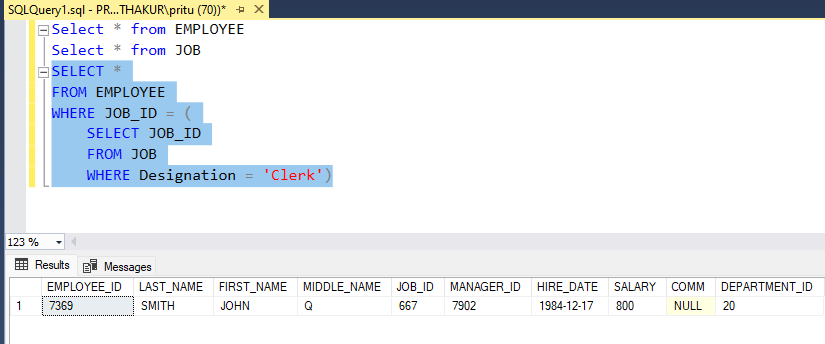 SQLQuery1.sql - PR...THAKUR\pritu (70))*
Select * from EMPLOYEE
Select * from JOB
SELECT *
FROM EMPLOYEE
WHERE JOB_ID = (
SELECT JOB_ID
FROM JOB
WHERE Designation = 'Clerk')
123 %
Results Messages
EMPLOYEE_ID LAST_NAME FIRST_NAME MIDDLE_NAME JOB_ID MANAGER_ID HIRE_DATE SALARY COMM DEPARTMENT_ID
1 7369 SMITH JOHN Q 667 7902 1984-12-17 800 NULL 20